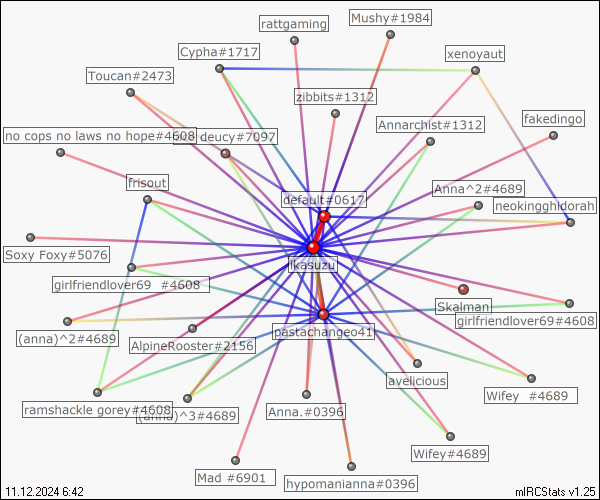 rattgaming
Mushy#1984
Cypha#1717
xenoyaut
Toucan#2473
zibbits#1312
fakedingo
Annarchist#1312
no cops no laws no hope#4608
deucy#7097
frisout
Anna^2#4689
default#0617
neokingghidorah
Soxy Foxy#5076
ikasuzu
girlfriendlover69 #4608
Skalman
girlfriendlover69#4608
(anna)^2#4689
pastachangeo41
AlpineRooster#2156
avelicious
Wifey #4689
ramshackle gorey#4608
(anna)^3#4689
Anna.#0396
Wifey#4689
Mad #6901
hypomanianna#0396
11.12.2024 6:42
mIRCStats v1.25